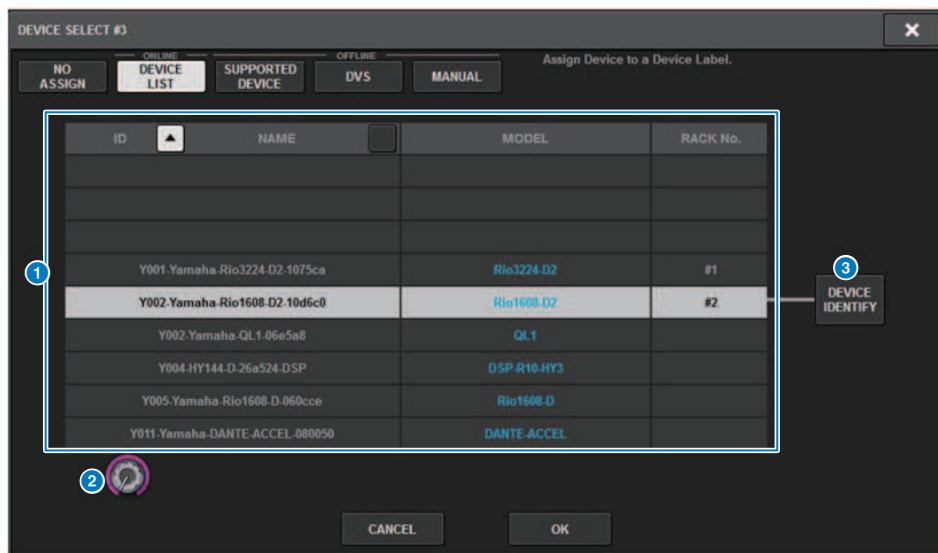 DEVICE SELECT #3
ONLINE OFFLINE
NO ASSIGN
DEVICE LIST
SUPPORTED DEVICE
DVS
MANUAL
Assign Device to a Device Label.
ID NAME MODEL RACK No.
1
Y001-Yamaha-Rio3224-D2-1075ca Rio3224-D2 #1
3
Y002-Yamaha-Rio1608-D2-10d6c0 Rio1608-D2 #2
DEVICE IDENTIFY
Y002-Yamaha-QL1-06e5a8 QL1
Y004-HY144-D-26a524-DSP DSP-R10-HY3
Y005-Yamaha-Rio1608-D-060cce Rio1608-D
Y011-Yamaha-DANTE-ACCEL-080050 DANTE-ACCEL
2
CANCEL OK